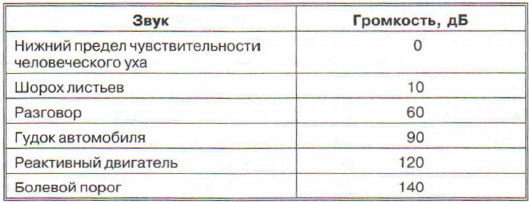 Звук Громкость, дБ
Нижний предел чувствительности
человеческого уха 0
Шорох листьев 10
Разговор 60
Гудок автомобиля 90
Реактивный двигатель 120
Болевой порог 140